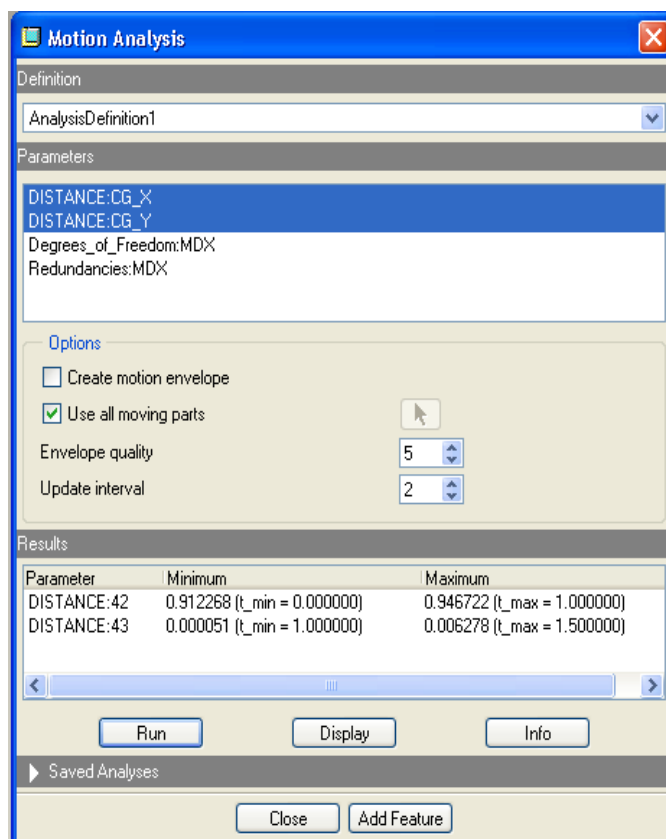 Motion Analysis
Definition
AnalysisDefinition1
Parameters
DISTANCE:CG_X
DISTANCE:CG_Y
Degrees_of_Freedom:MDX
Redundancies:MDX
Options
Create motion envelope
Use all moving parts
Envelope quality 5
Update interval 2
Results
Parameter Minimum Maximum
DISTANCE:42 0.912268 (t_min = 0.000000) 0.946722 (t_max = 1.000000)
DISTANCE:43 0.000051 (t_min = 1.000000) 0.006278 (t_max = 1.500000)
Run Display Info
Saved Analyses
Close Add Feature